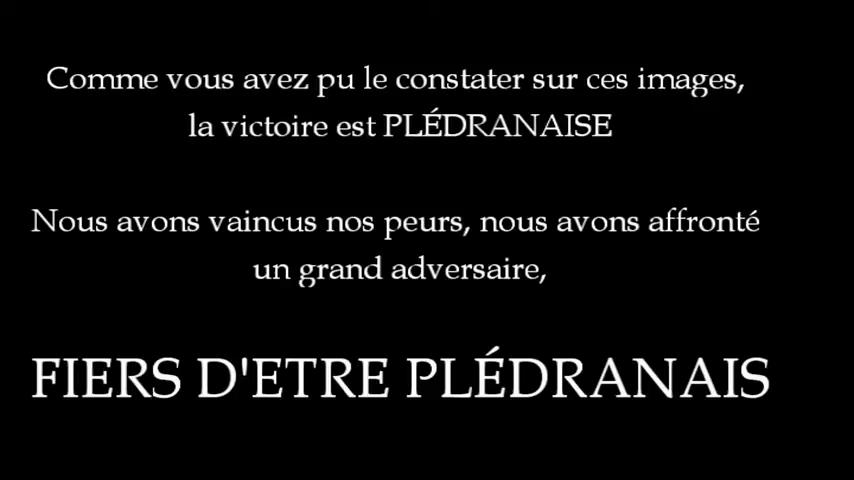 Comme vous avez pu le constater sur ces images,
la victoire est PLÉDRANAISE
Nous avons vaincus nos peurs, nous avons affronté
un grand adversaire,
FIERS D'ETRE PLÉDRANAIS